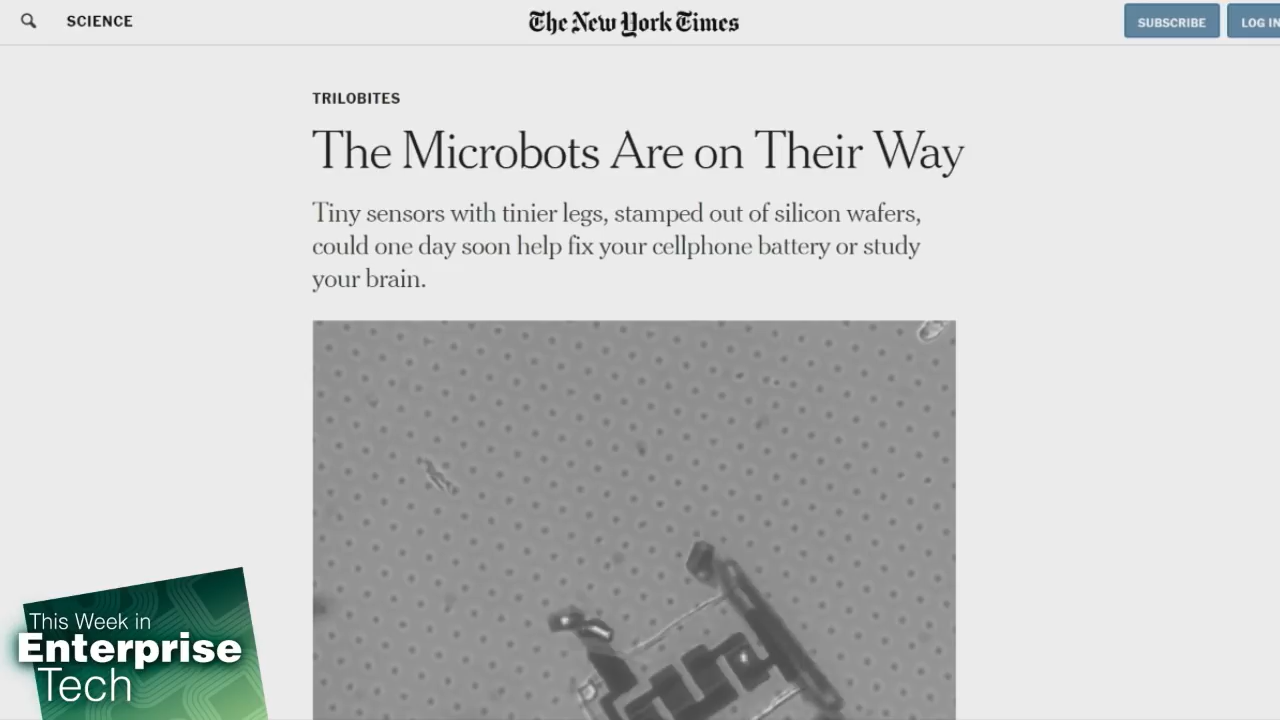 SCIENCE
The New York Times
SUBSCRIBE
LOG IN
TRILOBITES
The Microbots Are on Their Way
Tiny sensors with tinier legs, stamped out of silicon wafers,
could one day soon help fix your cellphone battery or study
your brain.
This Week in
Enterprise
Tech